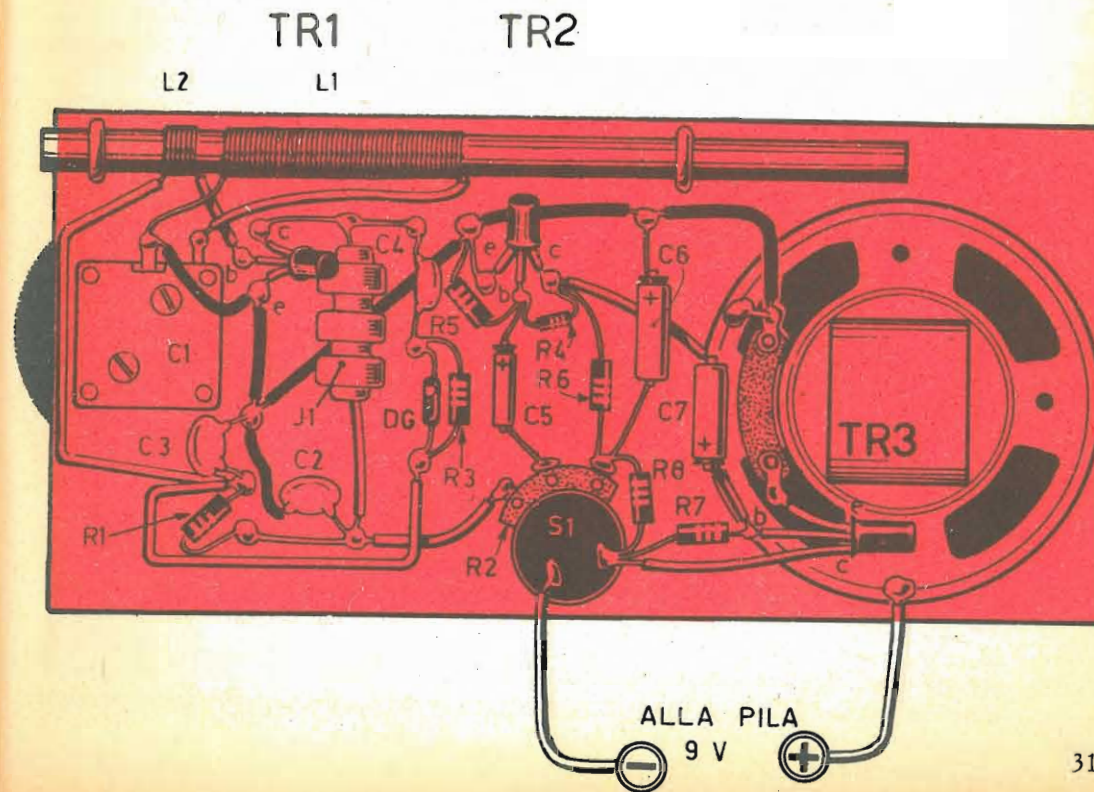 TR1 TR2
L2 L1
c C4 e c C6
b b
e
R5 R4
C1 R6
J1 DG C5 C7 TR3
C3 R3
C2 R8
R1 S1 R7 b e
R2 c
ALLA PILA
9 V
31